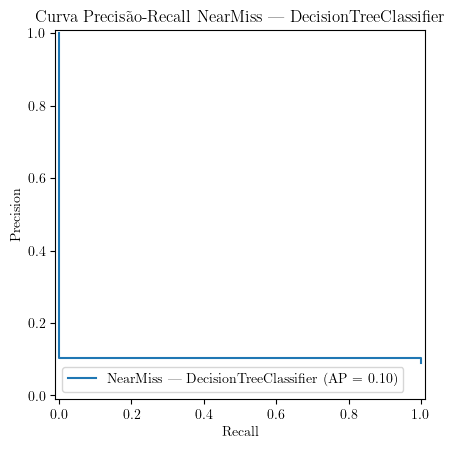 Curva Precisão-Recall NearMiss — DecisionTreeClassifier
1.0
0.8
0.6
0.4
0.2
0.0
Precision
NearMiss — DecisionTreeClassifier (AP = 0.10)
0.0 0.2 0.4 0.6 0.8 1.0
Recall